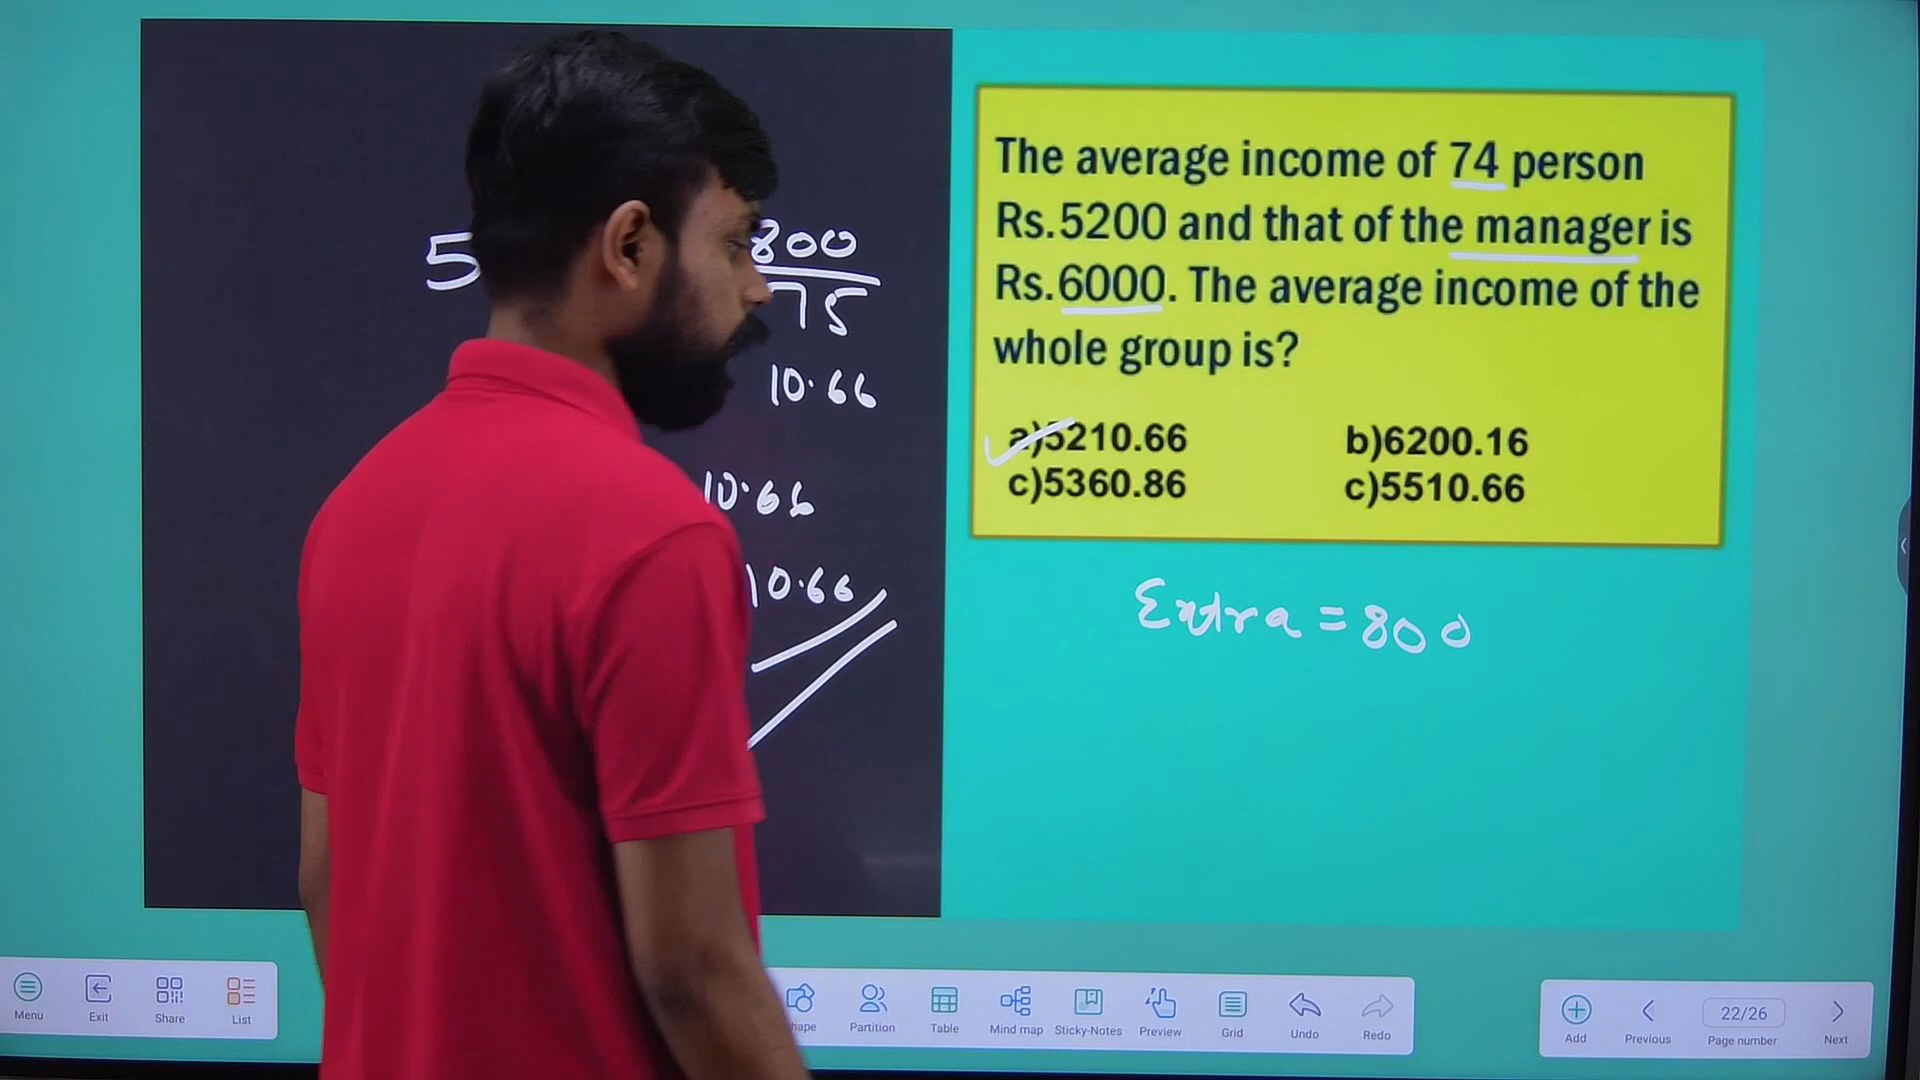 The average income of 74 person
Rs.5200 and that of the manager is
Rs.6000. The average income of the
whole group is?
a)5210.66 b)6200.16
c)5360.86 c)5510.66
Extra = 800
5 800
75
10.66
10.66
10.66
Menu Exit Share List hape Partition Table Mind map Sticky-Notes Preview Grid Undo Redo Add Previous 22/26 Page number Next